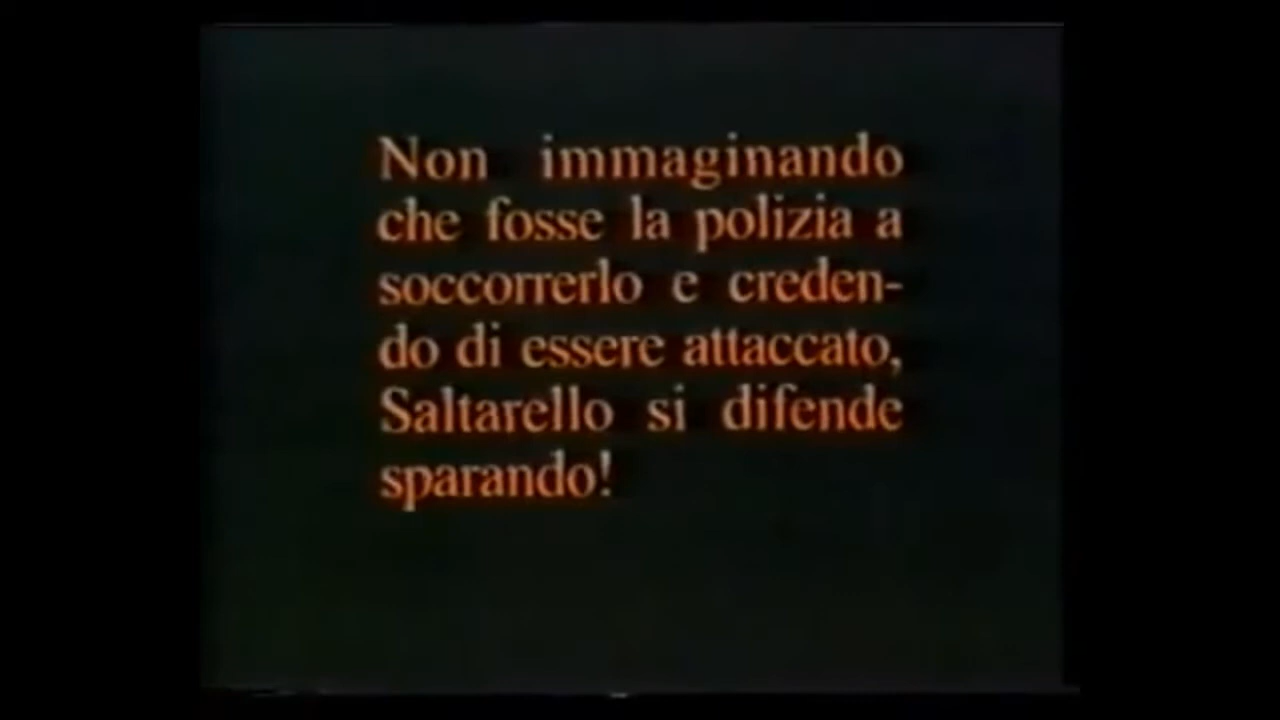 Non immaginando
che fosse la polizia a
soccorrerlo e creden-
do di essere attaccato,
Saltarello si difende
sparando!